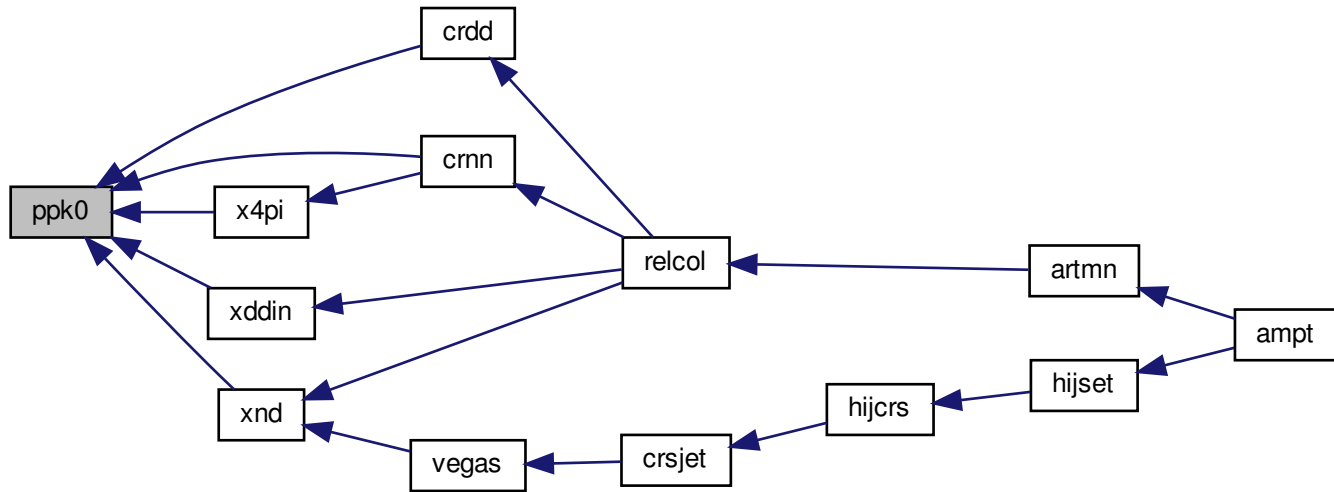 crdd
crnn
ppk0
x4pi
relcol
artmn
xddin
ampt
hijset
xnd
hijcrs
vegas
crsjet